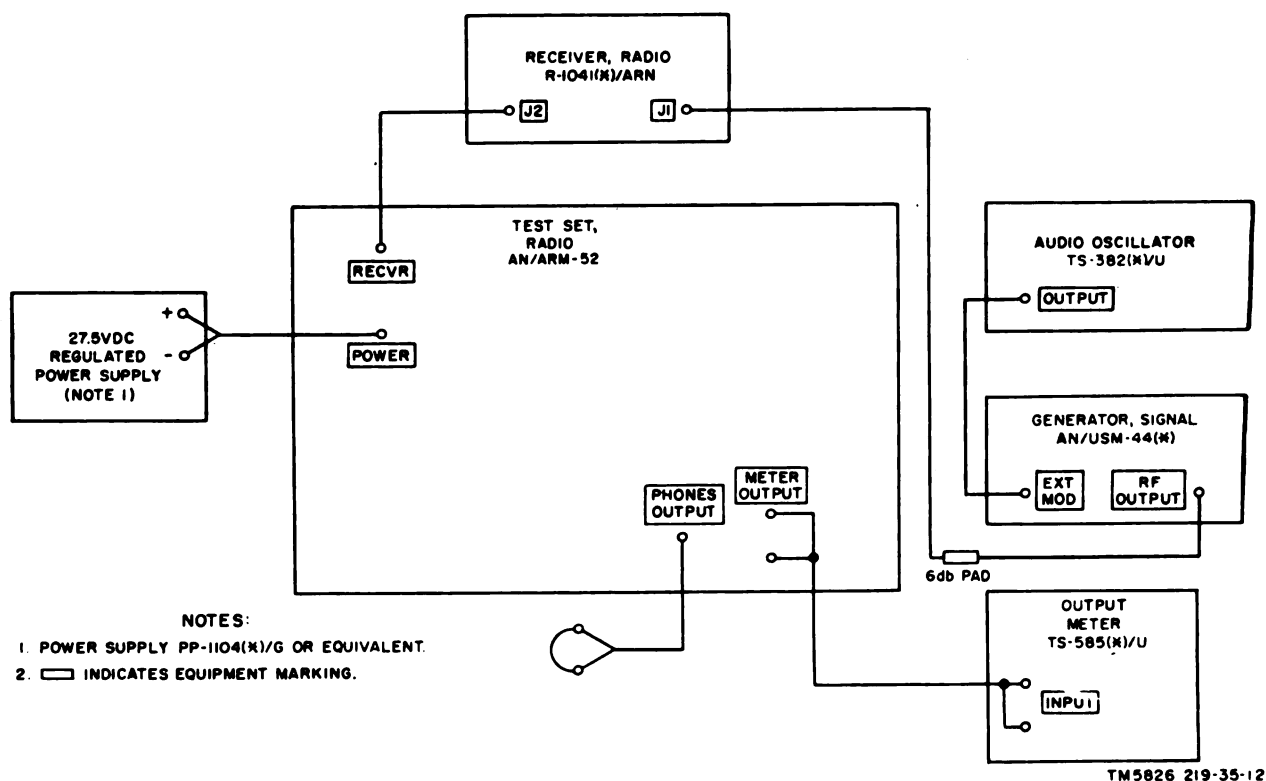 RECEIVER, RADIO
R-1041(*)/ARN
J2
J1
TEST SET,
RADIO
AN/ARM-52
RECVR
POWER
27.5VDC
REGULATED
POWER SUPPLY
(NOTE 1)
+
-
AUDIO OSCILLATOR
TS-382(*)/U
OUTPUT
GENERATOR, SIGNAL
AN/USM-44(*)
EXT
MOD
RF
OUTPUT
PHONES
OUTPUT
METER
OUTPUT
6db PAD
OUTPUT
METER
TS-585(*)/U
INPUT
NOTES:
1. POWER SUPPLY PP-1104(*)/G OR EQUIVALENT.
2. INDICATES EQUIPMENT MARKING.
TM5826 219-35-12